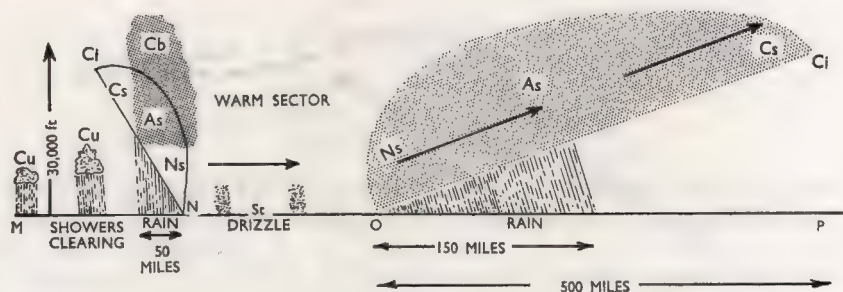 Ci
Cb
Cs
Cs
Ci
As
As
WARM SECTOR
30,000 ft
Cu
Cu
Ns
Ns
N
M
SHOWERS
CLEARING
RAIN
50
MILES
St
DRIZZLE
O
RAIN
P
150 MILES
500 MILES